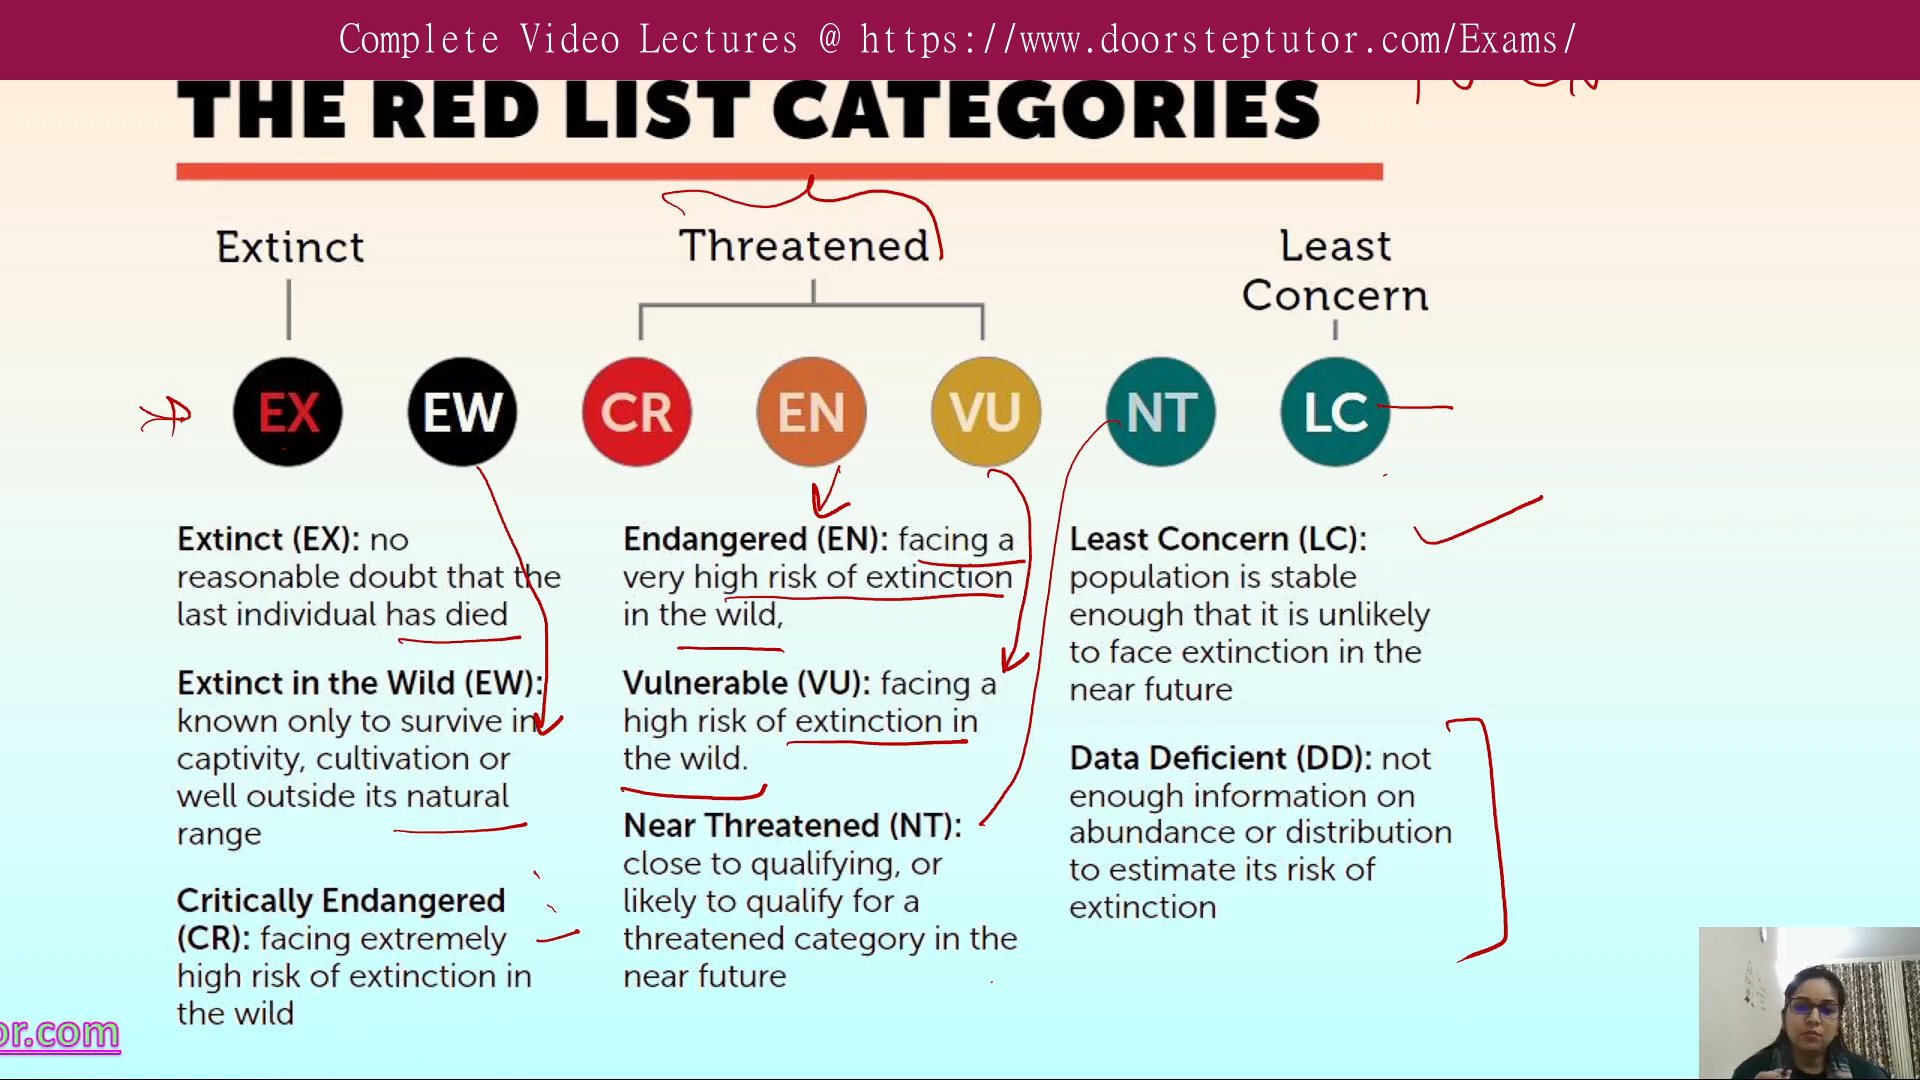 Complete Video Lectures @ https://www.doorsteptutor.com/Exams/
THE RED LIST CATEGORIES
Extinct
Threatened
Least
Concern
EX
EW
CR
EN
VU
NT
LC
Extinct (EX): no
reasonable doubt that the
last individual has died
Extinct in the Wild (EW):
known only to survive in
captivity, cultivation or
well outside its natural
range
Critically Endangered
(CR): facing extremely
high risk of extinction in
the wild
Endangered (EN): facing a
very high risk of extinction
in the wild,
Vulnerable (VU): facing a
high risk of extinction in
the wild.
Near Threatened (NT):
close to qualifying, or
likely to qualify for a
threatened category in the
near future
Least Concern (LC):
population is stable
enough that it is unlikely
to face extinction in the
near future
Data Deficient (DD): not
enough information on
abundance or distribution
to estimate its risk of
extinction
or.com